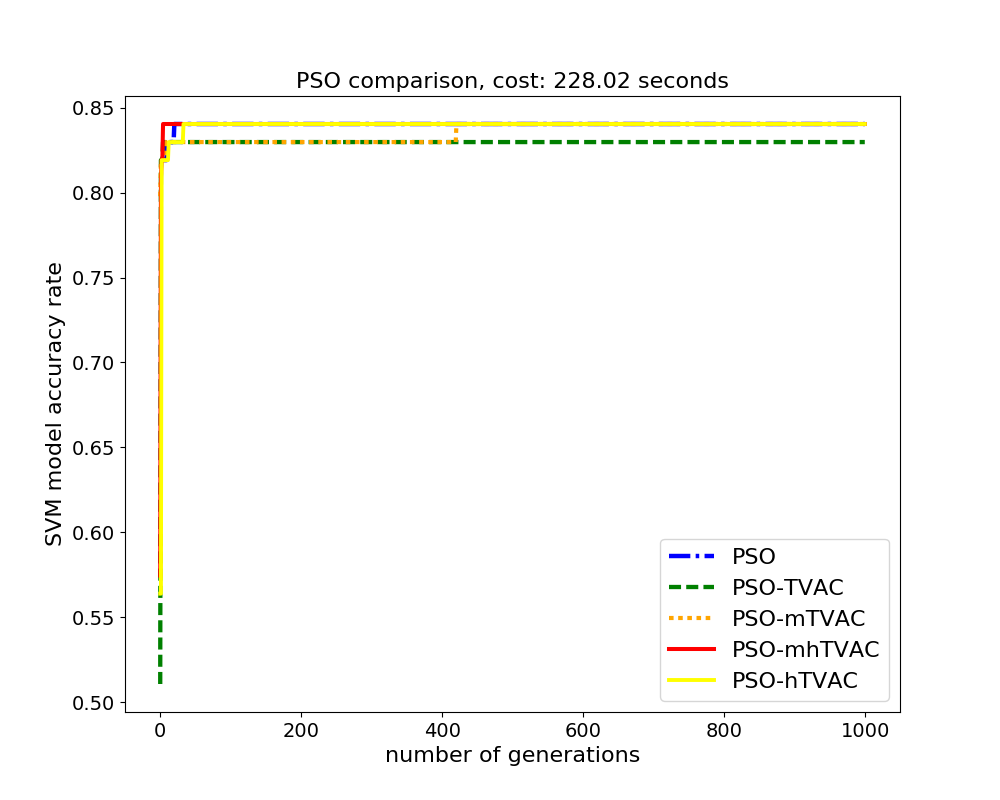 PSO comparison, cost: 228.02 seconds
0.85
0.80
0.75
0.70
0.65
0.60
0.55
0.50
SVM model accuracy rate
0 200 400 600 800 1000
number of generations
PSO
PSO-TVAC
PSO-mTVAC
PSO-mhTVAC
PSO-hTVAC